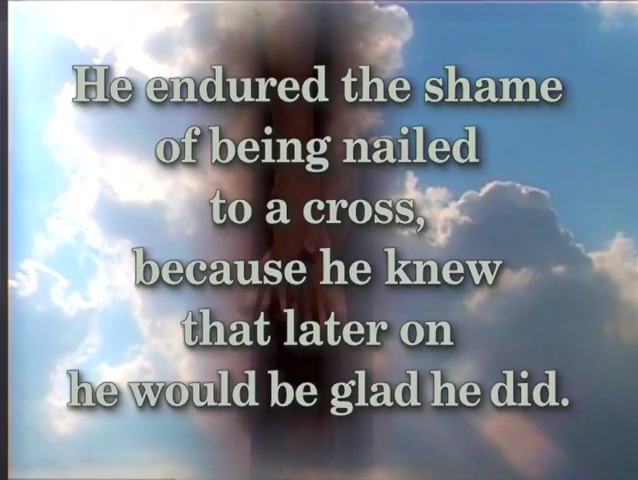 He endured the shame
of being nailed
to a cross,
because he knew
that later on
he would be glad he did.